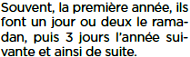 Souvent, la première année, ils
font un jour ou deux le rama-
dan, puis 3 jours l'année sui-
vante et ainsi de suite.